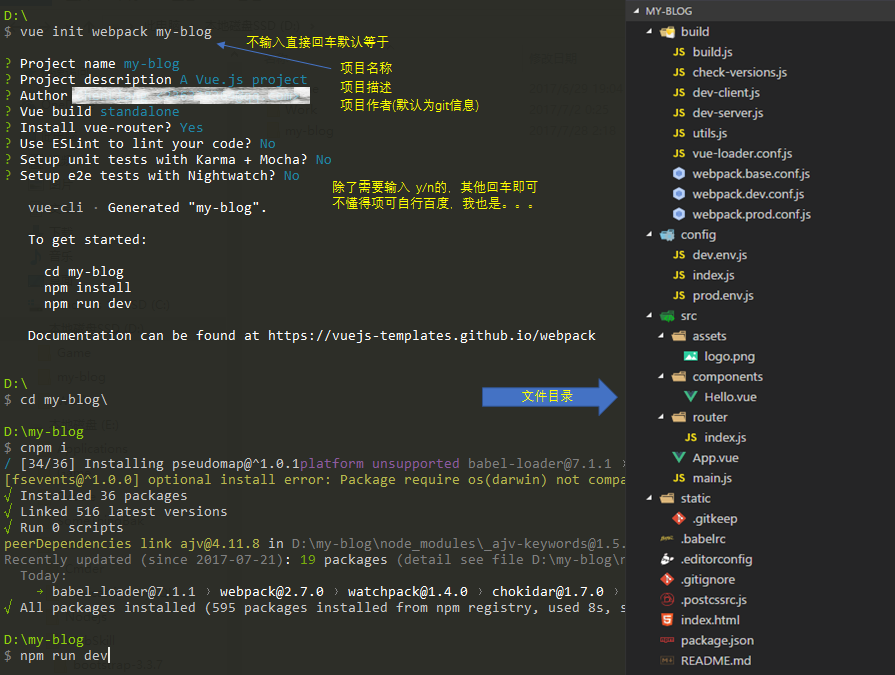 D:\
$ vue init webpack my-blog
不输入直接回车默认等于
? Project name my-blog
项目名称
? Project description A Vue.js project
项目描述
? Author
项目作者(默认为git信息)
? Vue build standalone
? Install vue-router? Yes
? Use ESLint to lint your code? No
? Setup unit tests with Karma + Mocha? No
? Setup e2e tests with Nightwatch? No
除了需要输入 y/n的，其他回车即可
不懂得项可自行百度，我也是。。。
vue-cli · Generated "my-blog".
To get started:
cd my-blog
npm install
npm run dev
Documentation can be found at https://vuejs-templates.github.io/webpack
D:\
$ cd my-blog\
文件目录
D:\my-blog
$ cnpm i
/ [34/36] Installing pseudomap@^1.0.1platform unsupported babel-loader@7.1.1 ›
[fsevents@^1.0.0] optional install error: Package require os(darwin) not compa
√ Installed 36 packages
√ Linked 516 latest versions
√ Run 0 scripts
peerDependencies link ajv@4.11.8 in D:\my-blog\node_modules\_ajv-keywords@1.5.
Recently updated (since 2017-07-21): 19 packages (detail see file D:\my-blog\n
Today:
→ babel-loader@7.1.1 › webpack@2.7.0 › watchpack@1.4.0 › chokidar@1.7.0 ›
√ All packages installed (595 packages installed from npm registry, used 8s, s
D:\my-blog
$ npm run dev
MY-BLOG
build
JS build.js
JS check-versions.js
JS dev-client.js
JS dev-server.js
JS utils.js
JS vue-loader.conf.js
webpack.base.conf.js
webpack.dev.conf.js
webpack.prod.conf.js
config
JS dev.env.js
JS index.js
JS prod.env.js
src
assets
logo.png
components
Hello.vue
router
JS index.js
App.vue
JS main.js
static
.gitkeep
.babelrc
.editorconfig
.gitignore
.postcssrc.js
index.html
package.json
README.md